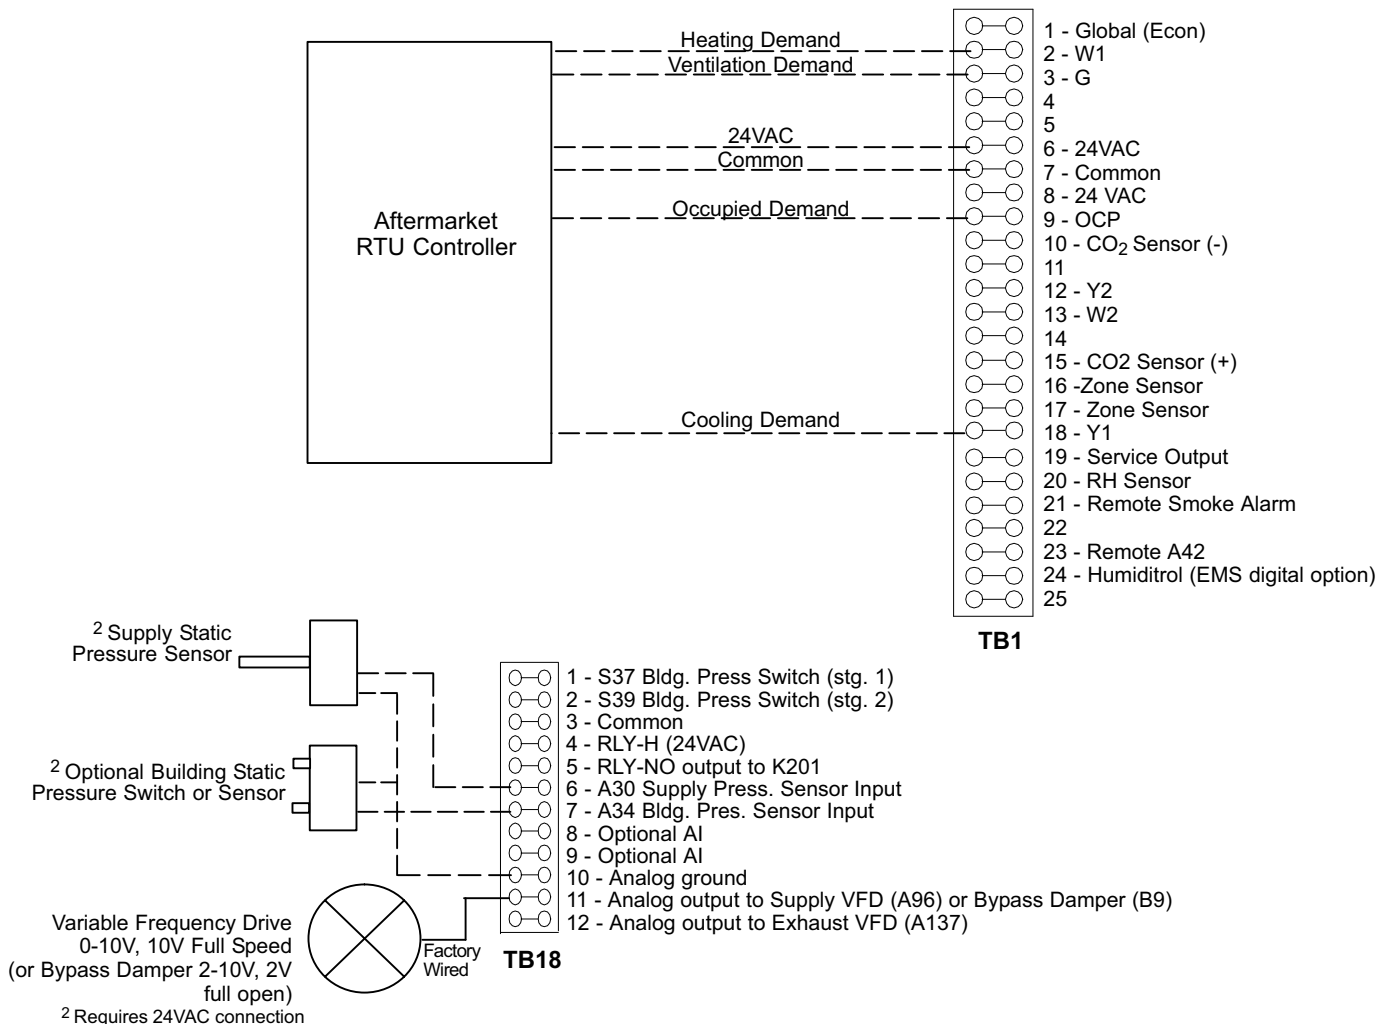 Heating Demand
Ventilation Demand
24VAC
Common
Occupied Demand
Cooling Demand
Aftermarket
RTU Controller
1 - Global (Econ)
2 - W1
3 - G
4
5
6 - 24VAC
7 - Common
8 - 24 VAC
9 - OCP
10 - CO2 Sensor (-)
11
12 - Y2
13 - W2
14
15 - CO2 Sensor (+)
16 -Zone Sensor
17 - Zone Sensor
18 - Y1
19 - Service Output
20 - RH Sensor
21 - Remote Smoke Alarm
22
23 - Remote A42
24 - Humiditrol (EMS digital option)
25
TB1
2 Supply Static
Pressure Sensor
2 Optional Building Static
Pressure Switch or Sensor
1 - S37 Bldg. Press Switch (stg. 1)
2 - S39 Bldg. Press Switch (stg. 2)
3 - Common
4 - RLY-H (24VAC)
5 - RLY-NO output to K201
6 - A30 Supply Press. Sensor Input
7 - A34 Bldg. Pres. Sensor Input
8 - Optional AI
9 - Optional AI
10 - Analog ground
11 - Analog output to Supply VFD (A96) or Bypass Damper (B9)
12 - Analog output to Exhaust VFD (A137)
TB18
Factory
Wired
Variable Frequency Drive
0-10V, 10V Full Speed
(or Bypass Damper 2-10V, 2V
full open)
2 Requires 24VAC connection